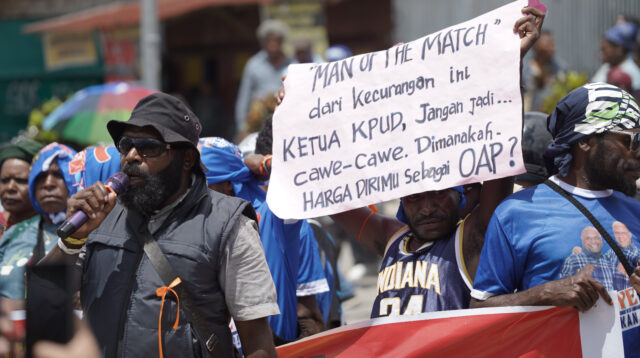 "MAN OF THE MATCH"
dari Kecurangan ini
KETUA KPUD, Jangan Jadi...
cawe-cawe. Dimanakah-
HARGA DIRIMU Sebagai OAP?
INDIANA
24